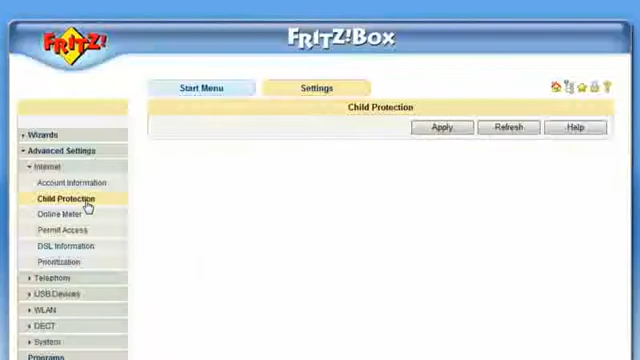 FRITZ!
FRITZ!Box
Start Menu
Settings
Child Protection
Apply
Refresh
Help
Wizards
Advanced Settings
Internet
Account Information
Child Protection
Online Meter
Permit Access
DSL Information
Prioritization
Telephony
USB Devices
WLAN
DECT
System
Programs